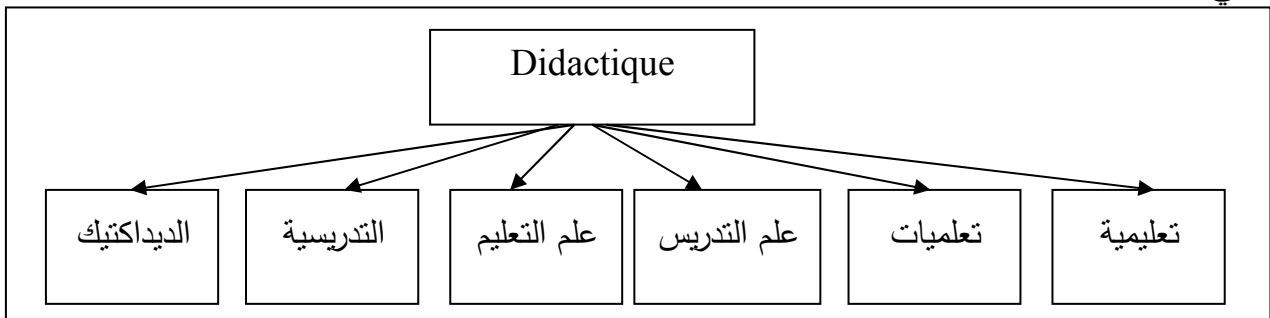 Didactique
تعليمية
تعلميات
علم التدريس
علم التعليم
التدريسية
الديداكتيك